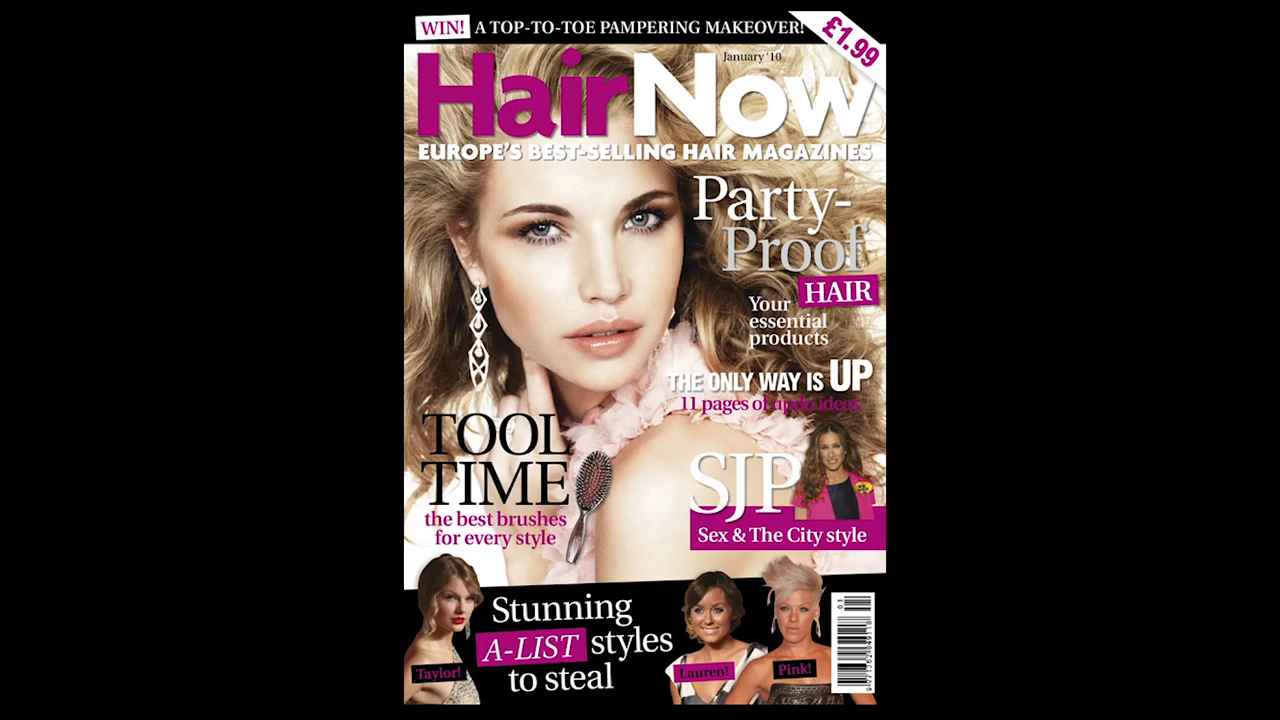 WIN! A TOP-TO-TOE PAMPERING MAKEOVER!
£1.99
January '10
HairNow
EUROPE'S BEST-SELLING HAIR MAGAZINES
Party-
Proof
HAIR
Your
essential
products
THE ONLY WAY IS UP
11 pages of updo ideas
TOOL
TIME
the best brushes
for every style
SJP
Sex & The City style
Stunning
A-LIST styles
to steal
Taylor!
Lauren!
Pink!
01